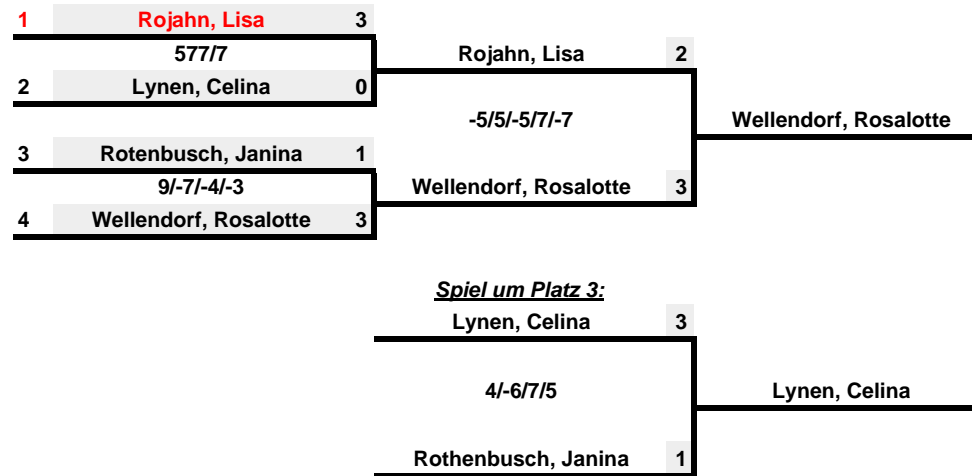 1 Rojahn, Lisa 3
577/7
Rojahn, Lisa 2
2 Lynen, Celina 0
-5/5/-5/7/-7
Wellendorf, Rosalotte
3 Rotenbusch, Janina 1
9/-7/-4/-3
Wellendorf, Rosalotte 3
4 Wellendorf, Rosalotte 3
Spiel um Platz 3:
Lynen, Celina 3
4/-6/7/5
Lynen, Celina
Rothenbusch, Janina 1